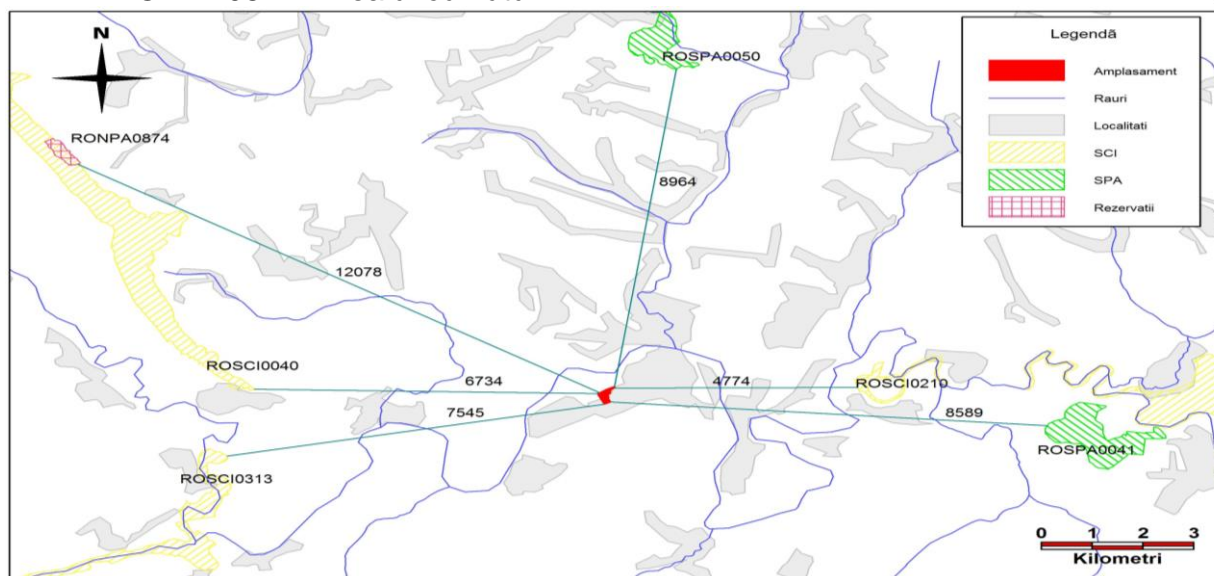 N
ROSPA0050
RONPA0874
8964
12078
ROSCI0040
6734
4774
ROSCI0210
7545
8589
ROSPA0041
ROSCI0313
Legendă
Amplasament
Rauri
Localitati
SCI
SPA
Rezervatii
0 1 2 3
Kilometri